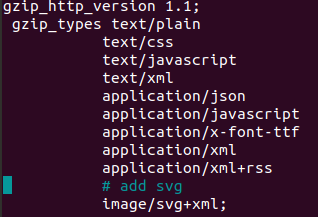 gzip_http_version 1.1;
gzip_types text/plain
text/css
text/javascript
text/xml
application/json
application/javascript
application/x-font-ttf
application/xml
application/xml+rss
# add svg
image/svg+xml;